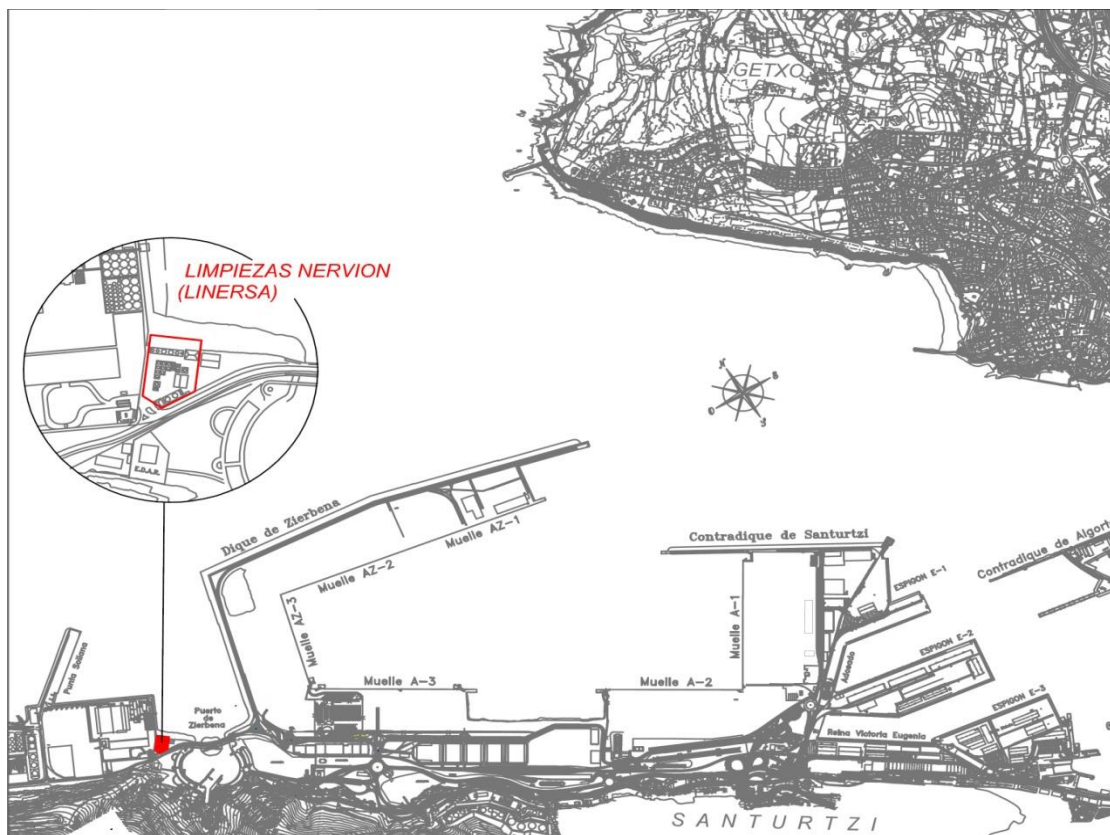 GETXO
LIMPIEZAS NERVION
(LINERSA)
E.D.A.R.
N
E
O
S
Dique de Zierbena
Muelle AZ-1
Muelle AZ-2
Muelle AZ-3
Contradique de Santurtzi
Contradique de Algort
Muelle A-1
ESPIGON E-1
ESPIGON E-2
ESPIGON E-3
Adosado
Punta Sollana
Puerto
de
Zierbena
Muelle A-3
Muelle A-2
Reina Victoria Eugenia
SANTURTZI